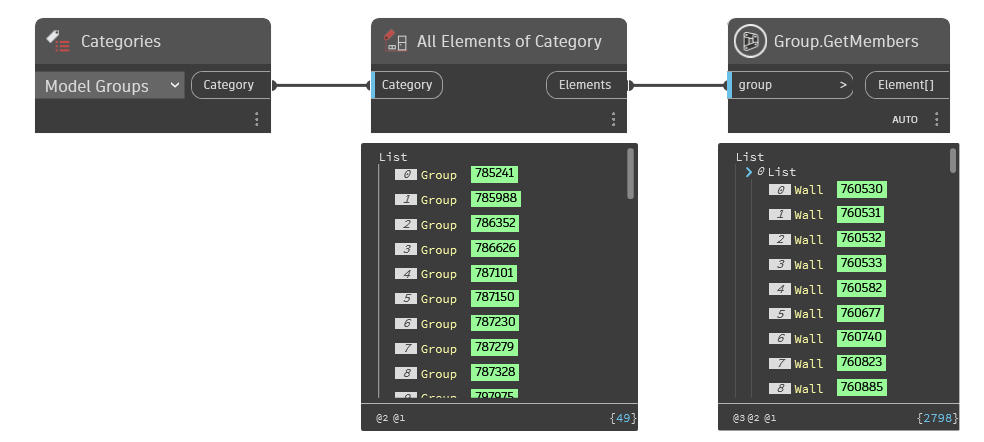 Categories
Model Groups
Category
All Elements of Category
Category
Elements
Group.GetMembers
group
>
Element[]
AUTO
List
0 Group 785241
1 Group 785988
2 Group 786352
3 Group 786626
4 Group 787101
5 Group 787150
6 Group 787230
7 Group 787279
8 Group 787328
9 Group 797975
@2 @1
{49}
List
0 List
0 Wall 760530
1 Wall 760531
2 Wall 760532
3 Wall 760533
4 Wall 760582
5 Wall 760677
6 Wall 760740
7 Wall 760823
8 Wall 760885
@3 @2 @1
{2798}